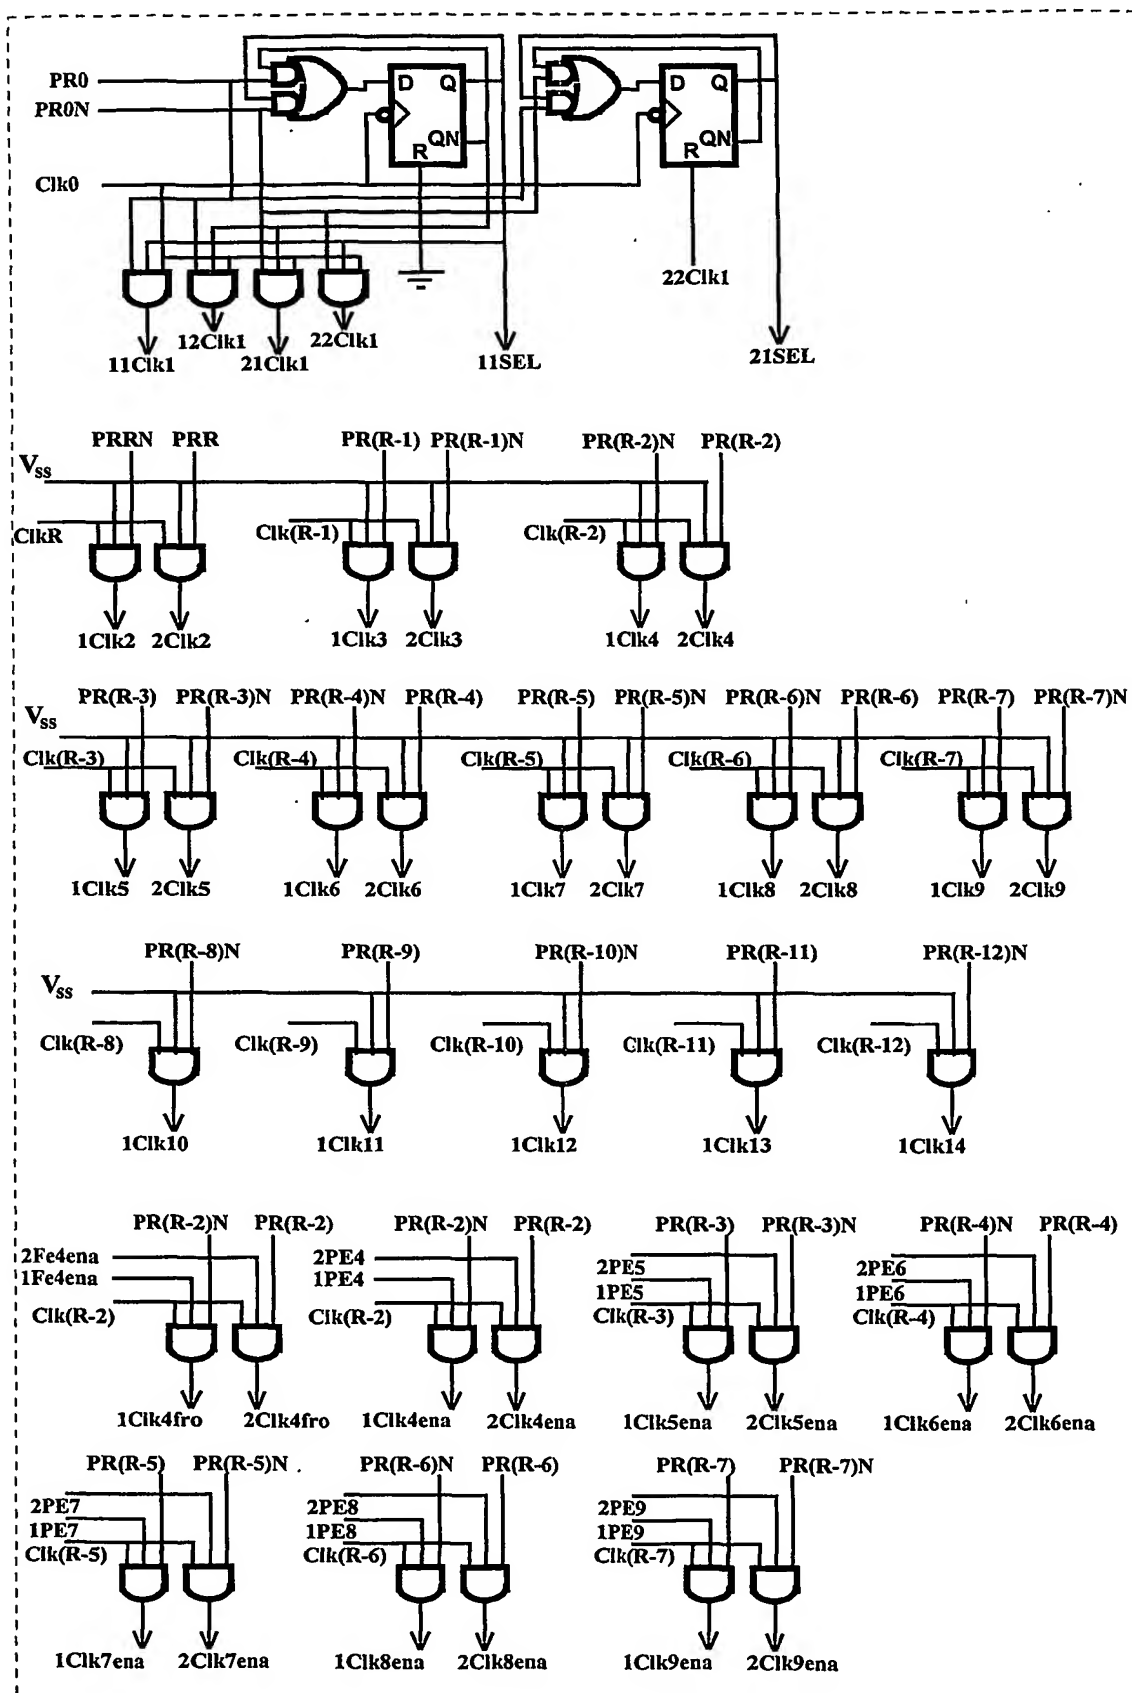 PR0
PR0N
Clk0
D Q
QN
R
D Q
QN
R
22Clk1
11Clk1 12Clk1 21Clk1 22Clk1 11SEL 21SEL
PRRN PRR PR(R-1) PR(R-1)N PR(R-2)N PR(R-2)
VSS
ClkR Clk(R-1) Clk(R-2)
1Clk2 2Clk2 1Clk3 2Clk3 1Clk4 2Clk4
PR(R-3) PR(R-3)N PR(R-4)N PR(R-4) PR(R-5) PR(R-5)N PR(R-6)N PR(R-6) PR(R-7) PR(R-7)N
VSS
Clk(R-3) Clk(R-4) Clk(R-5) Clk(R-6) Clk(R-7)
1Clk5 2Clk5 1Clk6 2Clk6 1Clk7 2Clk7 1Clk8 2Clk8 1Clk9 2Clk9
PR(R-8)N PR(R-9) PR(R-10)N PR(R-11) PR(R-12)N
VSS
Clk(R-8) Clk(R-9) Clk(R-10) Clk(R-11) Clk(R-12)
1Clk10 1Clk11 1Clk12 1Clk13 1Clk14
PR(R-2)N PR(R-2) PR(R-2)N PR(R-2) PR(R-3) PR(R-3)N PR(R-4)N PR(R-4)
2Fe4ena 2PE4 2PE5 2PE6
1Fe4ena 1PE4 1PE5 1PE6
Clk(R-2) Clk(R-2) Clk(R-3) Clk(R-4)
1Clk4fro 2Clk4fro 1Clk4ena 2Clk4ena 1Clk5ena 2Clk5ena 1Clk6ena 2Clk6ena
PR(R-5) PR(R-5)N PR(R-6)N PR(R-6) PR(R-7) PR(R-7)N
2PE7 2PE8 2PE9
1PE7 1PE8 1PE9
Clk(R-5) Clk(R-6) Clk(R-7)
1Clk7ena 2Clk7ena 1Clk8ena 2Clk8ena 1Clk9ena 2Clk9ena